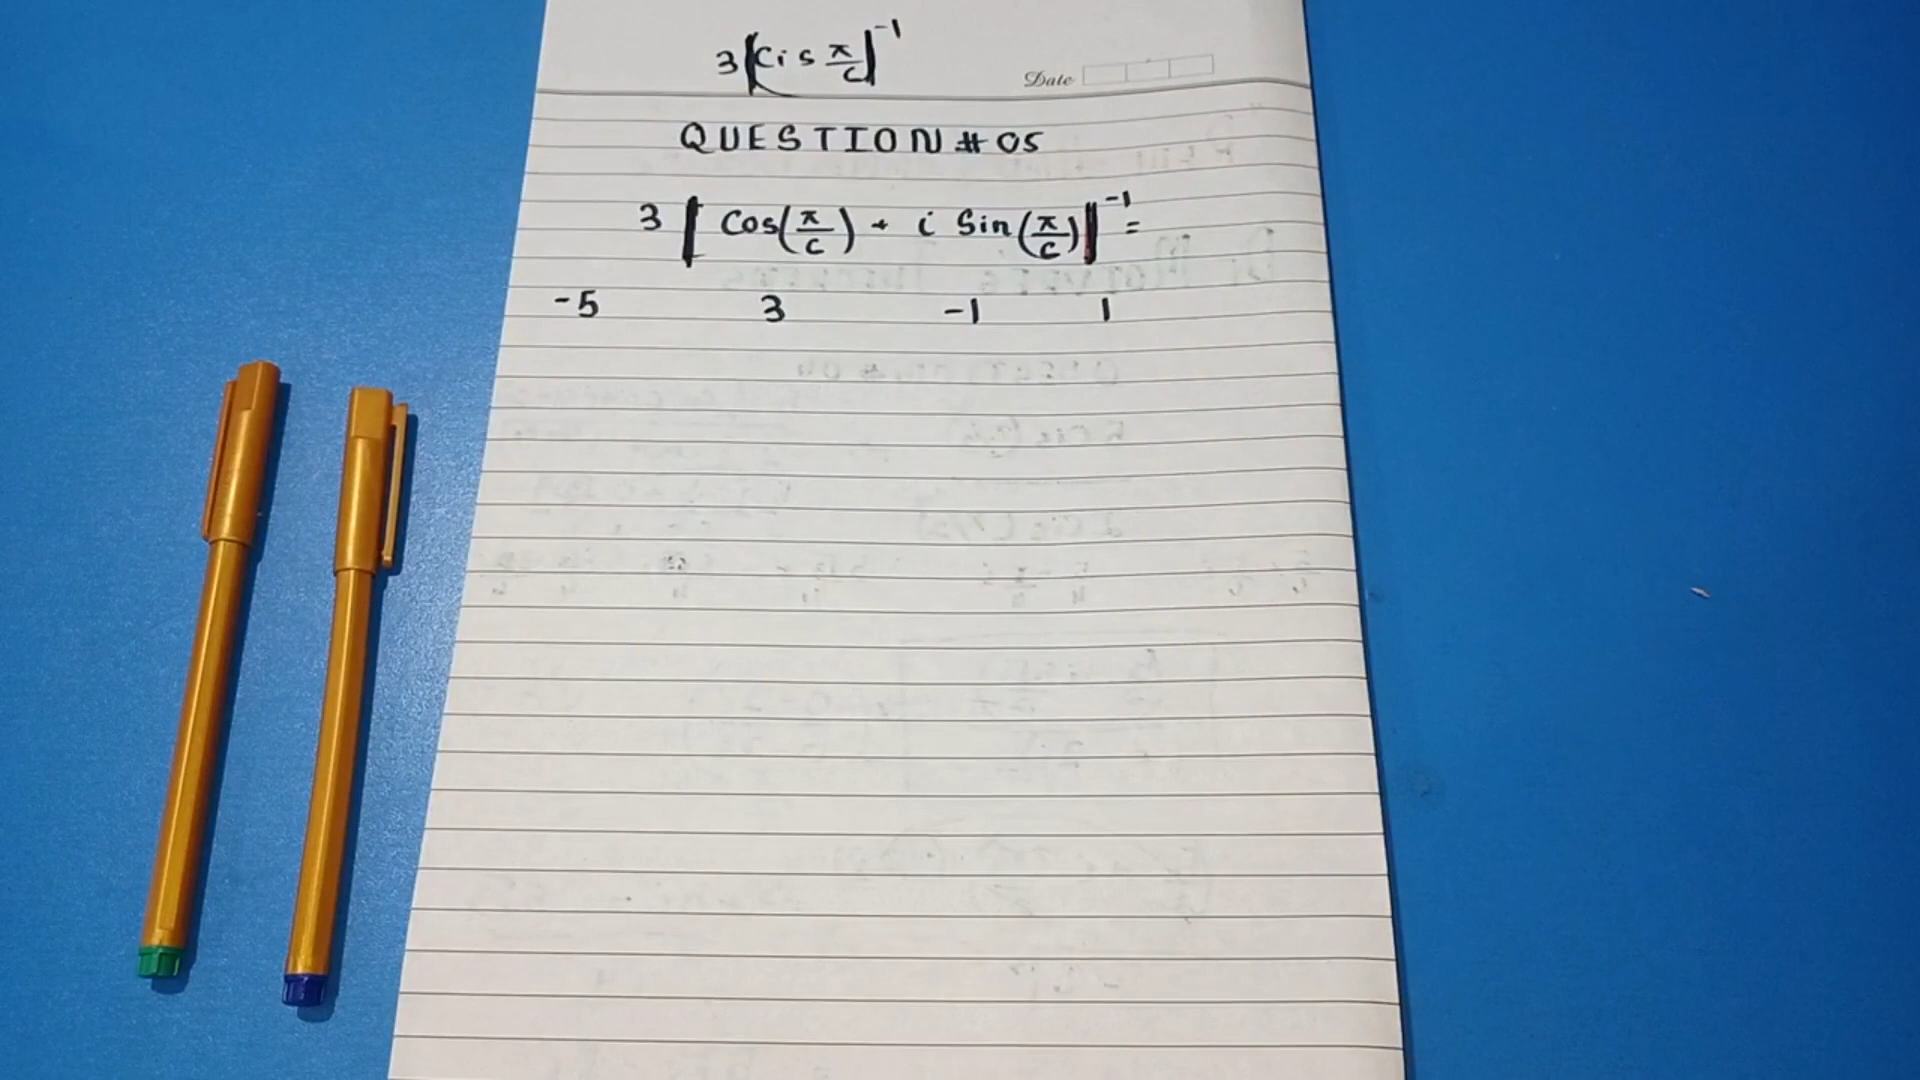 3[cis π/c]⁻¹
Date
QUESTION # 05
3[Cos(π/c) + i Sin(π/c)]⁻¹ =
-5 3 -1 1